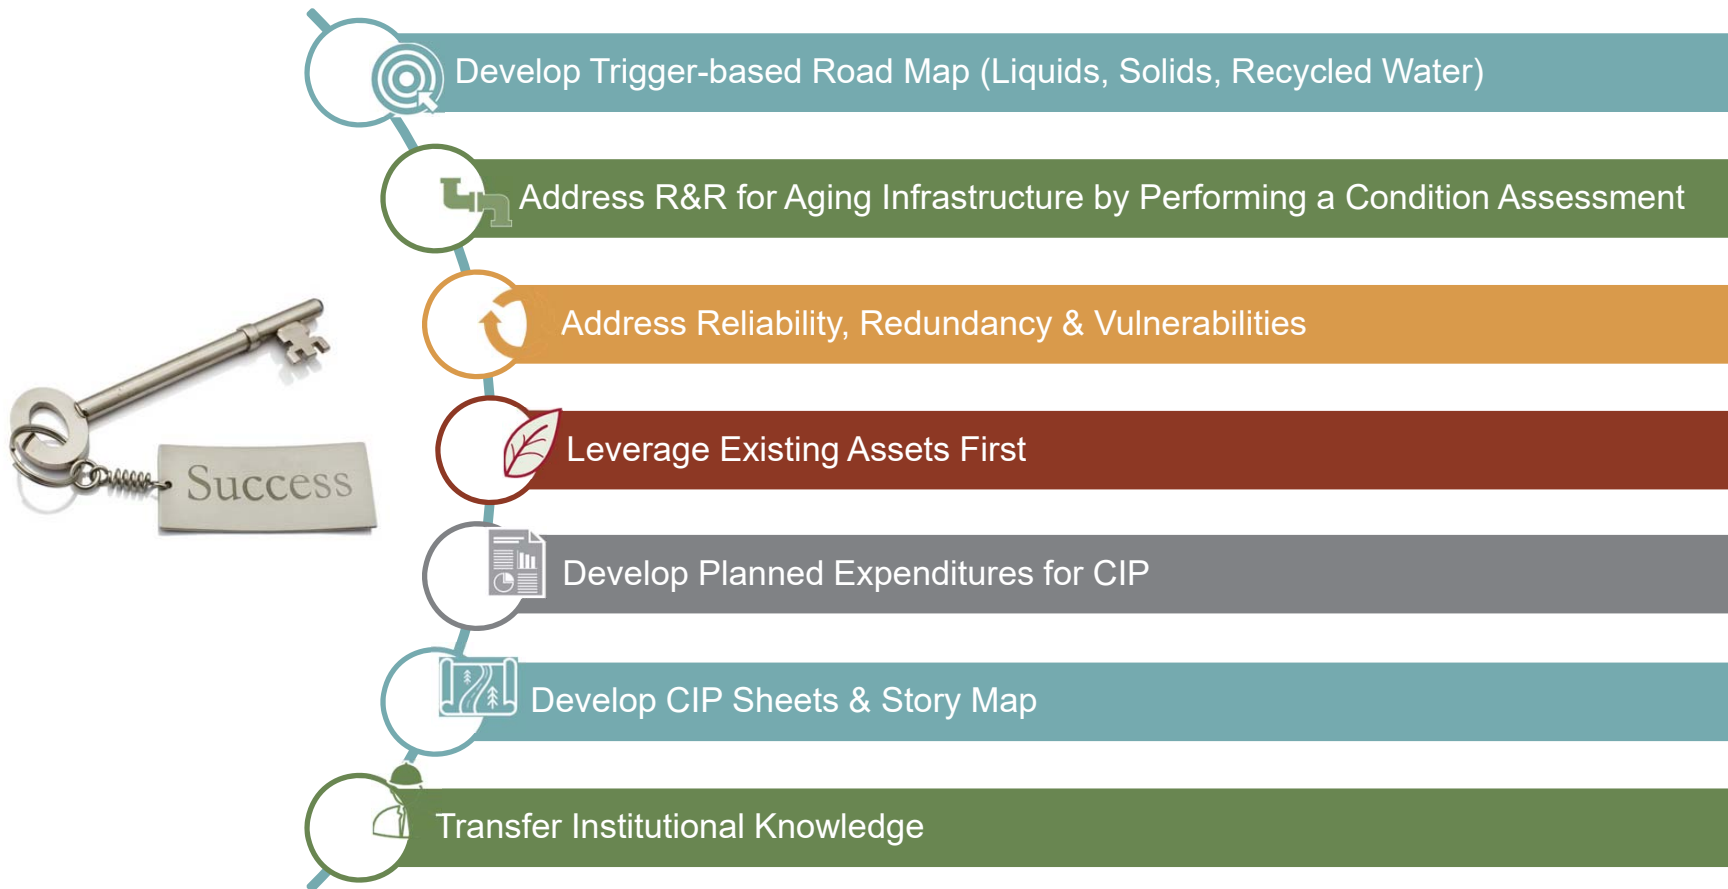 Develop Trigger-based Road Map (Liquids, Solids, Recycled Water)
Address R&R for Aging Infrastructure by Performing a Condition Assessment
Address Reliability, Redundancy & Vulnerabilities
Success
Leverage Existing Assets First
Develop Planned Expenditures for CIP
Develop CIP Sheets & Story Map
Transfer Institutional Knowledge